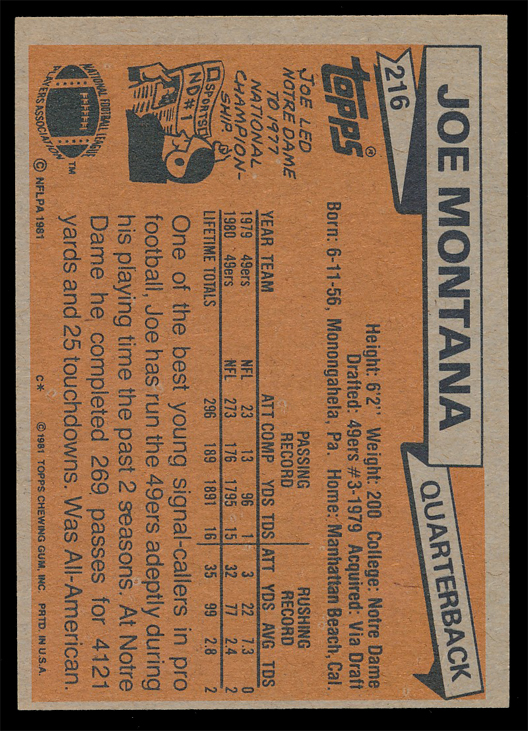 JOE MONTANA
QUARTERBACK
216
topps®
Height: 6'2" Weight: 200 College: Notre Dame
Drafted: 49ers #3-1979 Acquired: Via Draft
Born: 6-11-56, Monongahela, Pa. Home: Manhattan Beach, Cal.
JOE LED
NOTRE DAME
TO 1977
NATIONAL
CHAMPION-
SHIP
SPORTS
ND #1
PASSING RUSHING
RECORD RECORD
YEAR TEAM ATT COMP YDS TDS ATT YDS AVG TDS
1979 49ers NFL 23 13 96 1 3 22 7.3 0
1980 49ers NFL 273 176 1795 15 32 77 2.4 2
LIFETIME TOTALS 296 189 1891 16 35 99 2.8 2
One of the best young signal-callers in pro
football, Joe has run the 49ers adeptly during
his playing time the past 2 seasons. At Notre
Dame he completed 269 passes for 4121
yards and 25 touchdowns. Was All-American.
NATIONAL FOOTBALL LEAGUE
PLAYERS ASSOCIATION
TM
© NFLPA 1981
C* © 1981 TOPPS CHEWING GUM, INC. PRTD. IN U.S.A.